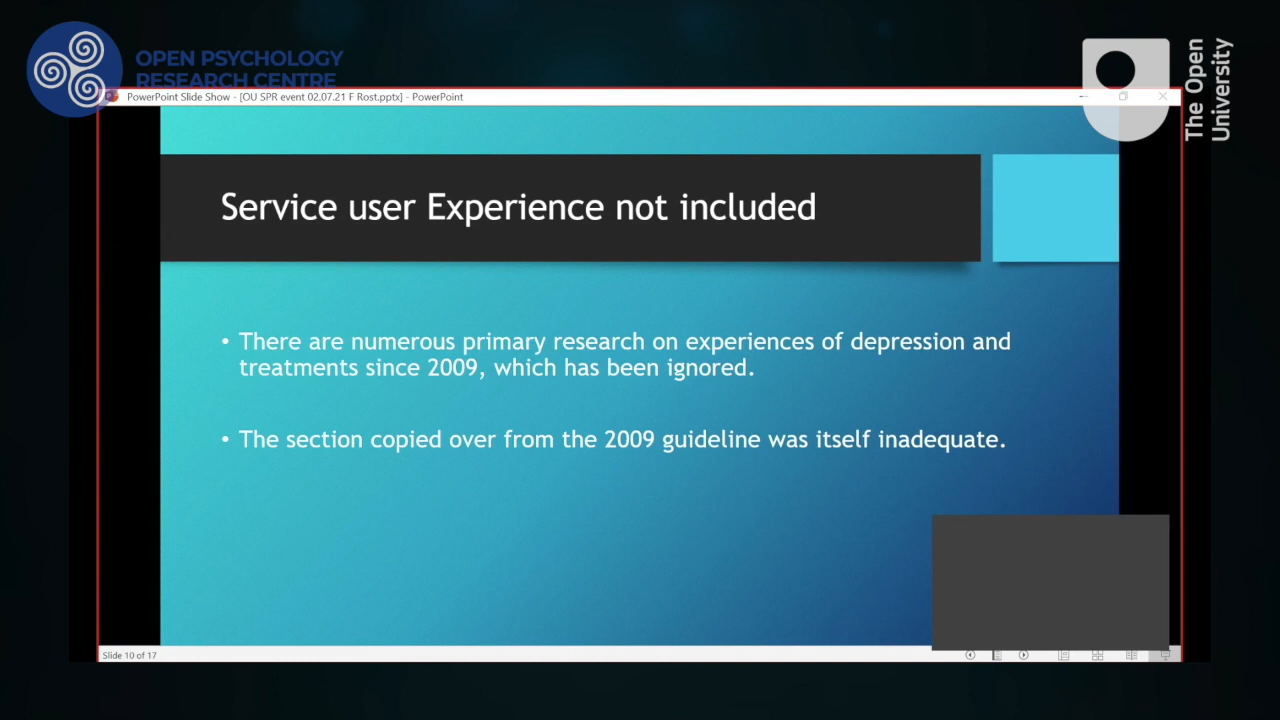 OPEN PSYCHOLOGY
RESEARCH CENTRE
The Open
University
PowerPoint Slide Show - [OU SPR event 02.07.21 F Rost.pptx] - PowerPoint
Service user Experience not included
• There are numerous primary research on experiences of depression and
treatments since 2009, which has been ignored.
• The section copied over from the 2009 guideline was itself inadequate.
Slide 10 of 17